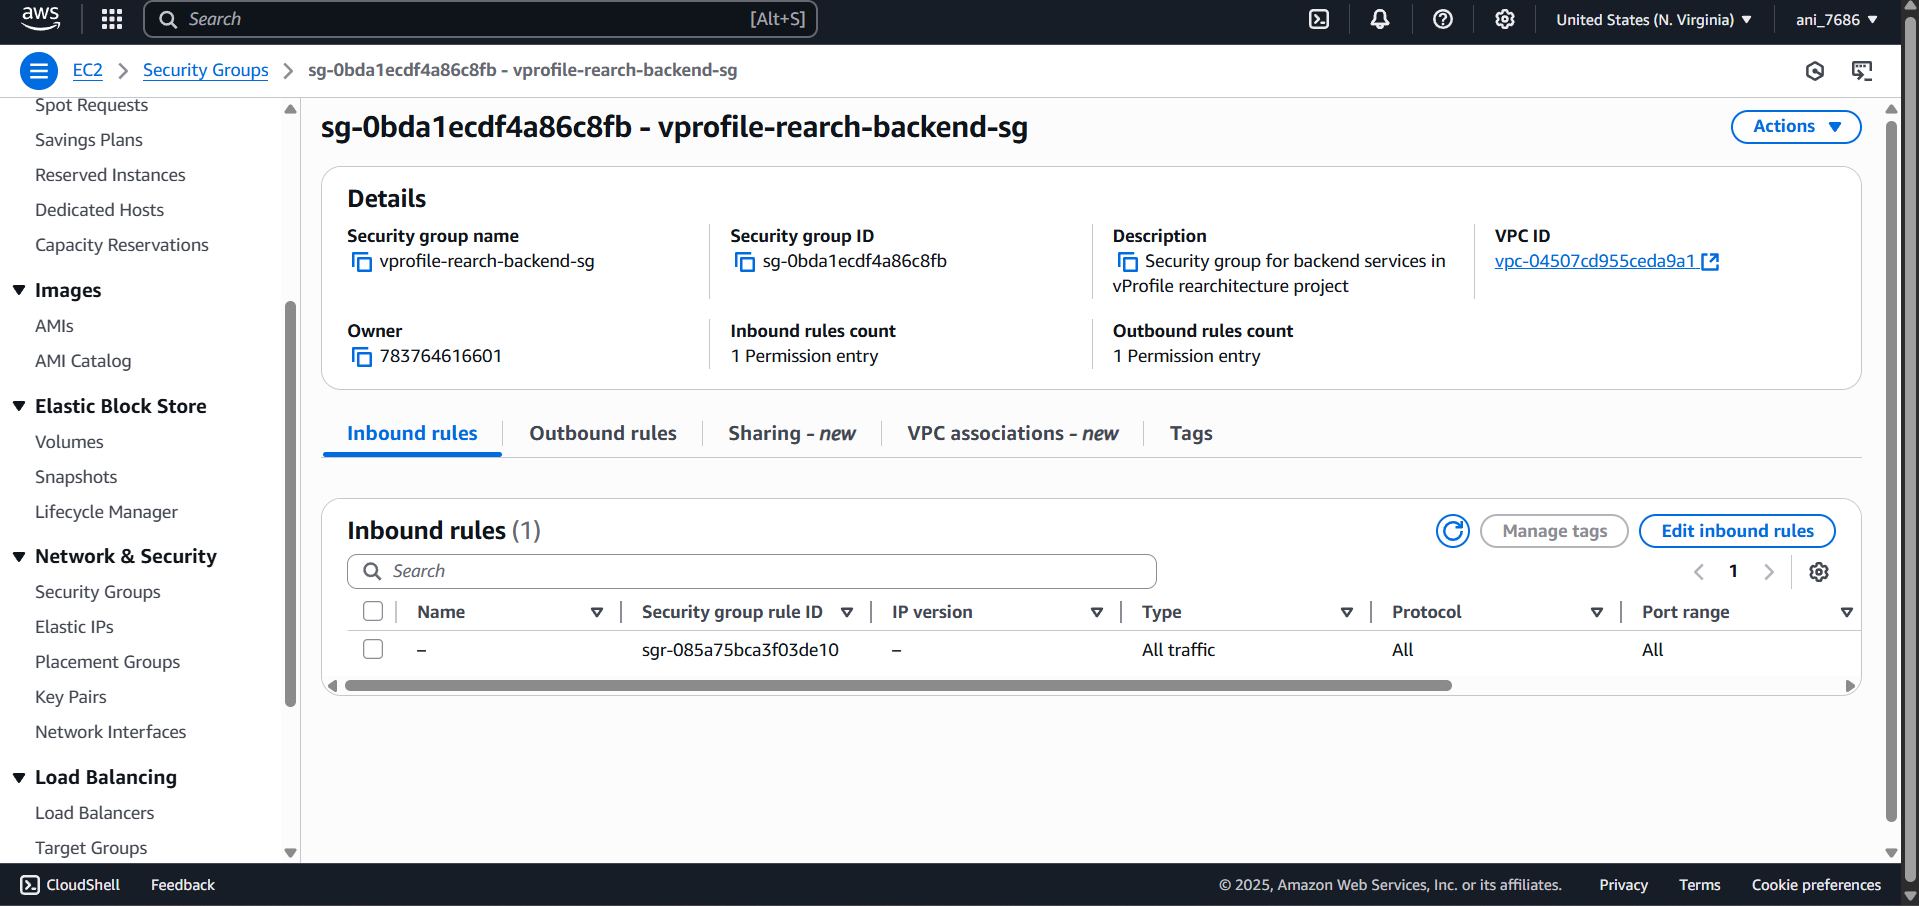 aws
Search [Alt+S]
United States (N. Virginia)
ani_7686
EC2
Security Groups
sg-0bda1ecdf4a86c8fb - vprofile-rearch-backend-sg
Spot Requests
Savings Plans
Reserved Instances
Dedicated Hosts
Capacity Reservations
Images
AMIs
AMI Catalog
Elastic Block Store
Volumes
Snapshots
Lifecycle Manager
Network & Security
Security Groups
Elastic IPs
Placement Groups
Key Pairs
Network Interfaces
Load Balancing
Load Balancers
Target Groups
sg-0bda1ecdf4a86c8fb - vprofile-rearch-backend-sg
Actions
Details
Security group name
vprofile-rearch-backend-sg
Security group ID
sg-0bda1ecdf4a86c8fb
Description
Security group for backend services in
vProfile rearchitecture project
VPC ID
vpc-04507cd955ceda9a1
Owner
783764616601
Inbound rules count
1 Permission entry
Outbound rules count
1 Permission entry
Inbound rules
Outbound rules
Sharing - new
VPC associations - new
Tags
Inbound rules (1)
Manage tags
Edit inbound rules
Search
1
Name
Security group rule ID
IP version
Type
Protocol
Port range
– sgr-085a75bca3f03de10 – All traffic All All
CloudShell
Feedback
© 2025, Amazon Web Services, Inc. or its affiliates.
Privacy
Terms
Cookie preferences